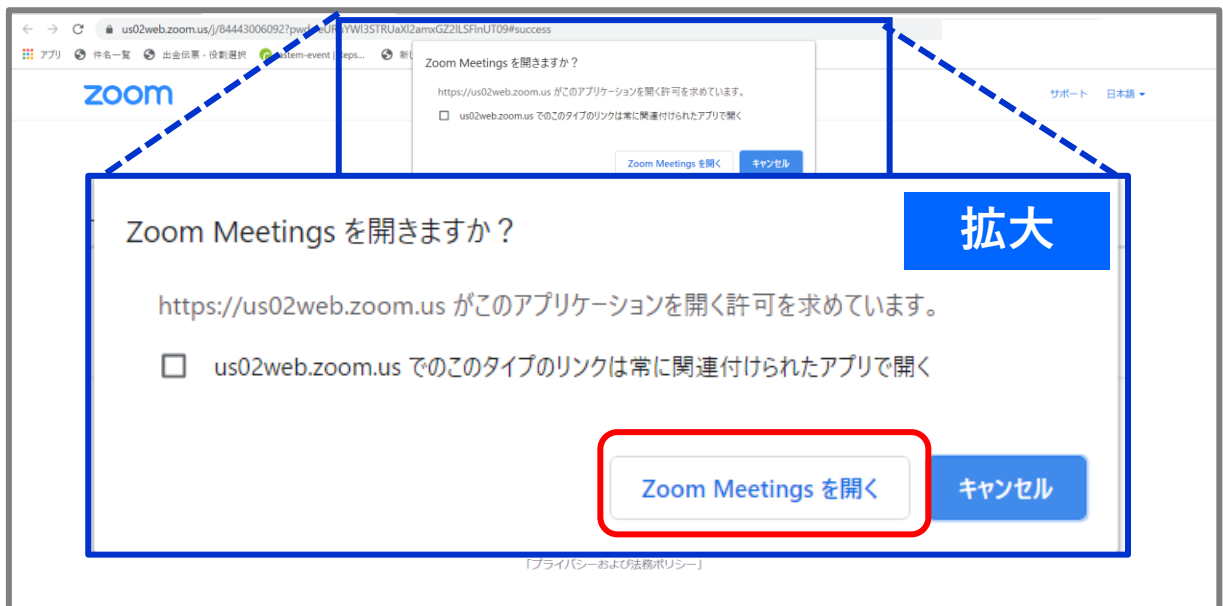 us02web.zoom.us/j/84443006092?pwd YWl3STRUaXl2amxGZ2lLSFlnUT09#success
アプリ 件名一覧 出金伝票 - 役割選択 stem-event | eps...
Zoom Meetings を開きますか？
https://us02web.zoom.us がこのアプリケーションを開く許可を求めています。
us02web.zoom.us でのこのタイプのリンクは常に関連付けられたアプリで開く
Zoom Meetings を開く キャンセル
zoom
サポート 日本語
拡大
Zoom Meetings を開きますか？
https://us02web.zoom.us がこのアプリケーションを開く許可を求めています。
us02web.zoom.us でのこのタイプのリンクは常に関連付けられたアプリで開く
Zoom Meetings を開く キャンセル
「プライバシーおよび法務ポリシー」